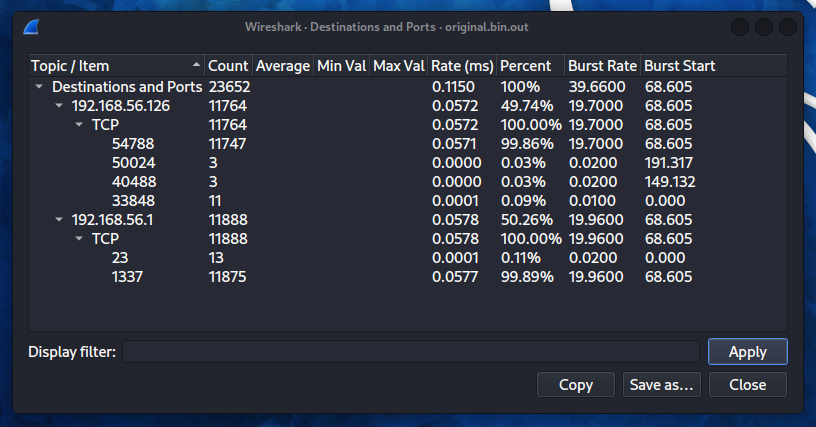 Wireshark · Destinations and Ports · original.bin.out
Topic / Item Count Average Min Val Max Val Rate (ms) Percent Burst Rate Burst Start
Destinations and Ports 23652 0.1150 100% 39.6600 68.605
192.168.56.126 11764 0.0572 49.74% 19.7000 68.605
TCP 11764 0.0572 100.00% 19.7000 68.605
54788 11747 0.0571 99.86% 19.7000 68.605
50024 3 0.0000 0.03% 0.0200 191.317
40488 3 0.0000 0.03% 0.0200 149.132
33848 11 0.0001 0.09% 0.0100 0.000
192.168.56.1 11888 0.0578 50.26% 19.9600 68.605
TCP 11888 0.0578 100.00% 19.9600 68.605
23 13 0.0001 0.11% 0.0200 0.000
1337 11875 0.0577 99.89% 19.9600 68.605
Display filter: Apply
Copy Save as... Close